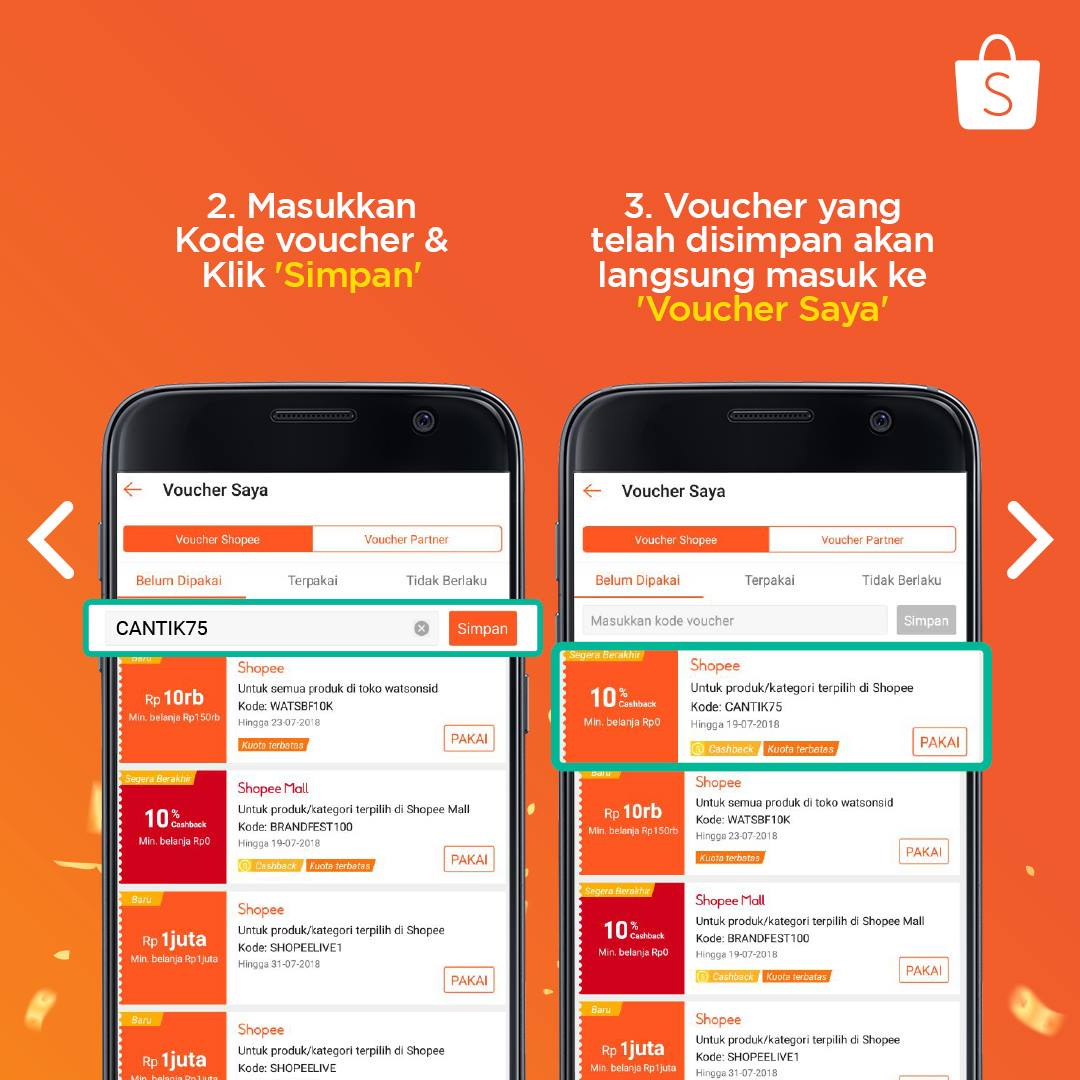 S
2. Masukkan
Kode voucher &
Klik 'Simpan'
3. Voucher yang
telah disimpan akan
langsung masuk ke
'Voucher Saya'
Voucher Saya
Voucher Shopee
Voucher Partner
Belum Dipakai
Terpakai
Tidak Berlaku
CANTIK75
Simpan
Baru
Rp 10rb
Min. belanja Rp150rb
Shopee
Untuk semua produk di toko watsonsid
Kode: WATSBF10K
Hingga 23-07-2018
Kuota terbatas
PAKAI
Segera Berakhir
10% Cashback
Min. belanja Rp0
Shopee Mall
Untuk produk/kategori terpilih di Shopee Mall
Kode: BRANDFEST100
Hingga 19-07-2018
Cashback
Kuota terbatas
PAKAI
Baru
Rp 1juta
Min. belanja Rp1juta
Shopee
Untuk produk/kategori terpilih di Shopee
Kode: SHOPEELIVE1
Hingga 31-07-2018
PAKAI
Baru
Rp 1juta
Min. belanja Rp1juta
Shopee
Untuk produk/kategori terpilih di Shopee
Kode: SHOPEELIVE
Voucher Saya
Voucher Shopee
Voucher Partner
Belum Dipakai
Terpakai
Tidak Berlaku
Masukkan kode voucher
Simpan
Segera Berakhir
10% Cashback
Min. belanja Rp0
Shopee
Untuk produk/kategori terpilih di Shopee
Kode: CANTIK75
Hingga 19-07-2018
Cashback
Kuota terbatas
PAKAI
Baru
Rp 10rb
Min. belanja Rp150rb
Shopee
Untuk semua produk di toko watsonsid
Kode: WATSBF10K
Hingga 23-07-2018
Kuota terbatas
PAKAI
Segera Berakhir
10% Cashback
Min. belanja Rp0
Shopee Mall
Untuk produk/kategori terpilih di Shopee Mall
Kode: BRANDFEST100
Hingga 19-07-2018
Cashback
Kuota terbatas
PAKAI
Baru
Rp 1juta
Min. belanja Rp1juta
Shopee
Untuk produk/kategori terpilih di Shopee
Kode: SHOPEELIVE1
Hingga 31-07-2018